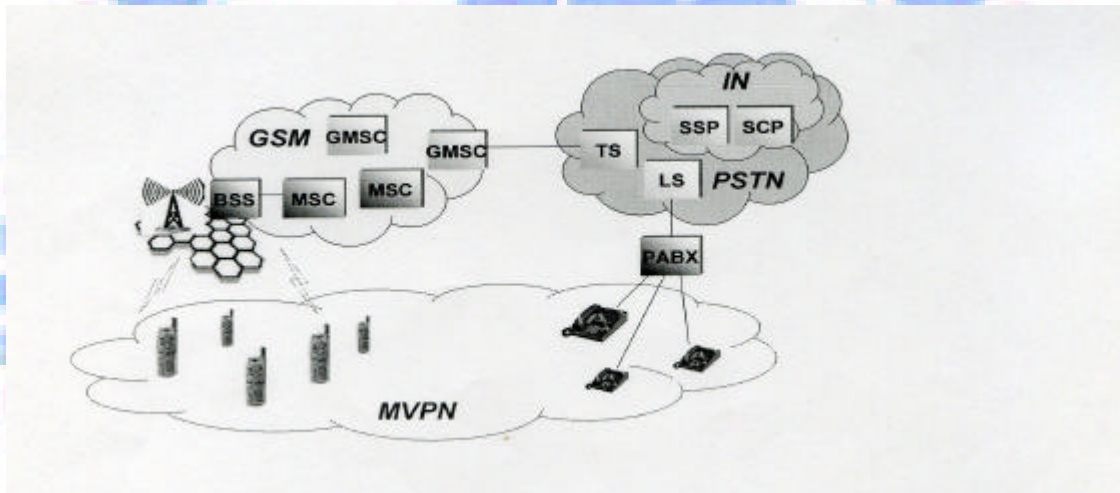 IN
SSP SCP
GSM GMSC
GMSC
TS
LS PSTN
BSS MSC MSC
PABX
MVPN